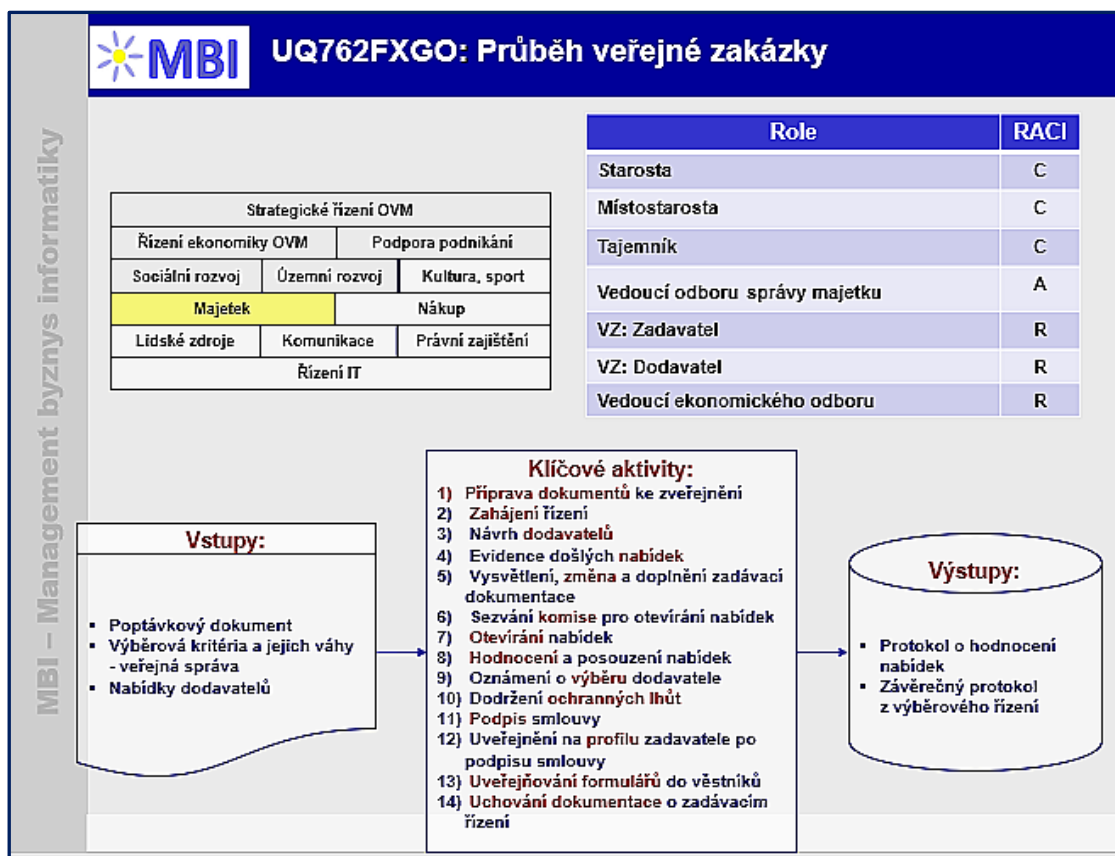 MBI
UQ762FXGO: Průběh veřejné zakázky
MBI – Management byznys informatiky
Role RACI
Starosta C
Místostarosta C
Tajemník C
Vedoucí odboru správy majetku A
VZ: Zadavatel R
VZ: Dodavatel R
Vedoucí ekonomického odboru R
Strategické řízení OVM
Řízení ekonomiky OVM Podpora podnikání
Sociální rozvoj Územní rozvoj Kultura, sport
Majetek Nákup
Lidské zdroje Komunikace Právní zajištění
Řízení IT
Vstupy:
▪ Poptávkový dokument
▪ Výběrová kritéria a jejich váhy
- veřejná správa
▪ Nabídky dodavatelů
Klíčové aktivity:
1) Příprava dokumentů ke zveřejnění
2) Zahájení řízení
3) Návrh dodavatelů
4) Evidence došlých nabídek
5) Vysvětlení, změna a doplnění zadávací
dokumentace
6) Sezvání komise pro otevírání nabídek
7) Otevírání nabídek
8) Hodnocení a posouzení nabídek
9) Oznámení o výběru dodavatele
10) Dodržení ochranných lhůt
11) Podpis smlouvy
12) Uveřejnění na profilu zadavatele po
podpisu smlouvy
13) Uveřejňování formulářů do věstníků
14) Uchování dokumentace o zadávacím
řízení
Výstupy:
▪ Protokol o hodnocení
nabídek
▪ Závěrečný protokol
z výběrového řízení